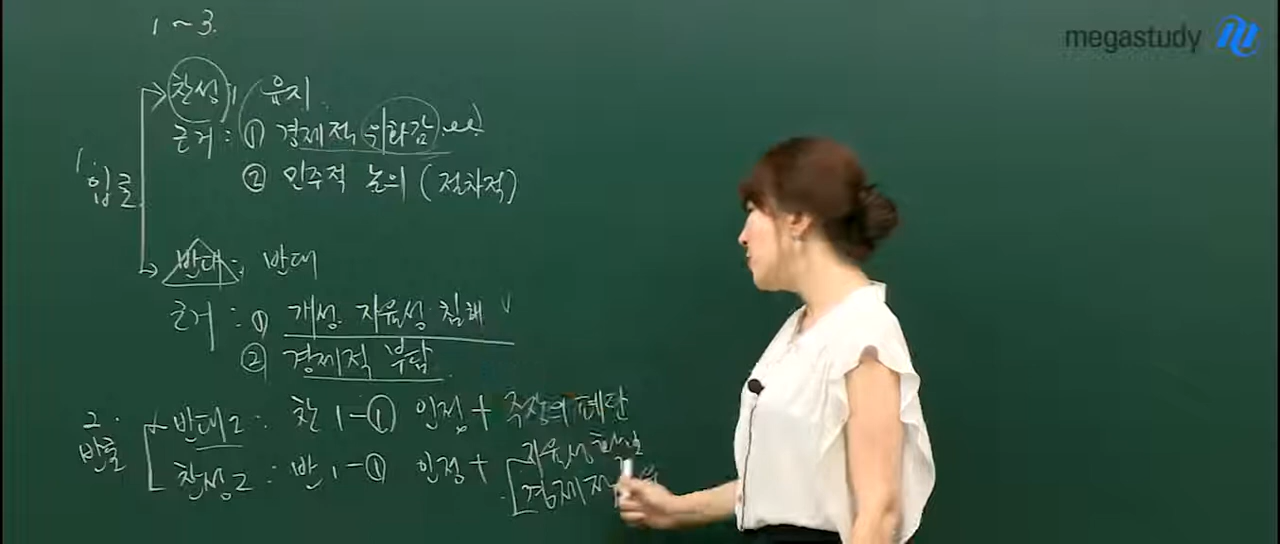 1 ~ 3.
megastudy
1. 입론
찬성 : 유지
근거 : ① 경제적 위화감
② 민주적 논의 (절차적)
반대 : 반대
근거 : ① 개성. 자율성 침해 ∨
② 경제적 부담.
2. 반론
반대2 : 찬 1-① 인정 + 주장의
찬성2 : 반 1-① 인정 + 자율성
경제적